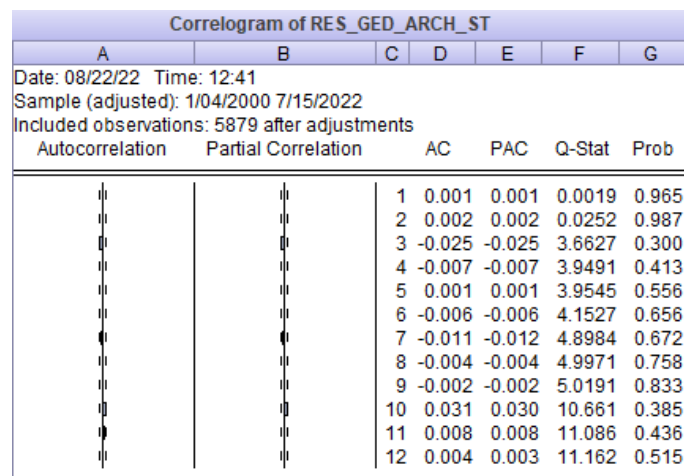 Correlogram of RES_GED_ARCH_ST
A B C D E F G
Date: 08/22/22 Time: 12:41
Sample (adjusted): 1/04/2000 7/15/2022
Included observations: 5879 after adjustments
Autocorrelation Partial Correlation AC PAC Q-Stat Prob
1 0.001 0.001 0.0019 0.965
2 0.002 0.002 0.0252 0.987
3 -0.025 -0.025 3.6627 0.300
4 -0.007 -0.007 3.9491 0.413
5 0.001 0.001 3.9545 0.556
6 -0.006 -0.006 4.1527 0.656
7 -0.011 -0.012 4.8984 0.672
8 -0.004 -0.004 4.9971 0.758
9 -0.002 -0.002 5.0191 0.833
10 0.031 0.030 10.661 0.385
11 0.008 0.008 11.086 0.436
12 0.004 0.003 11.162 0.515